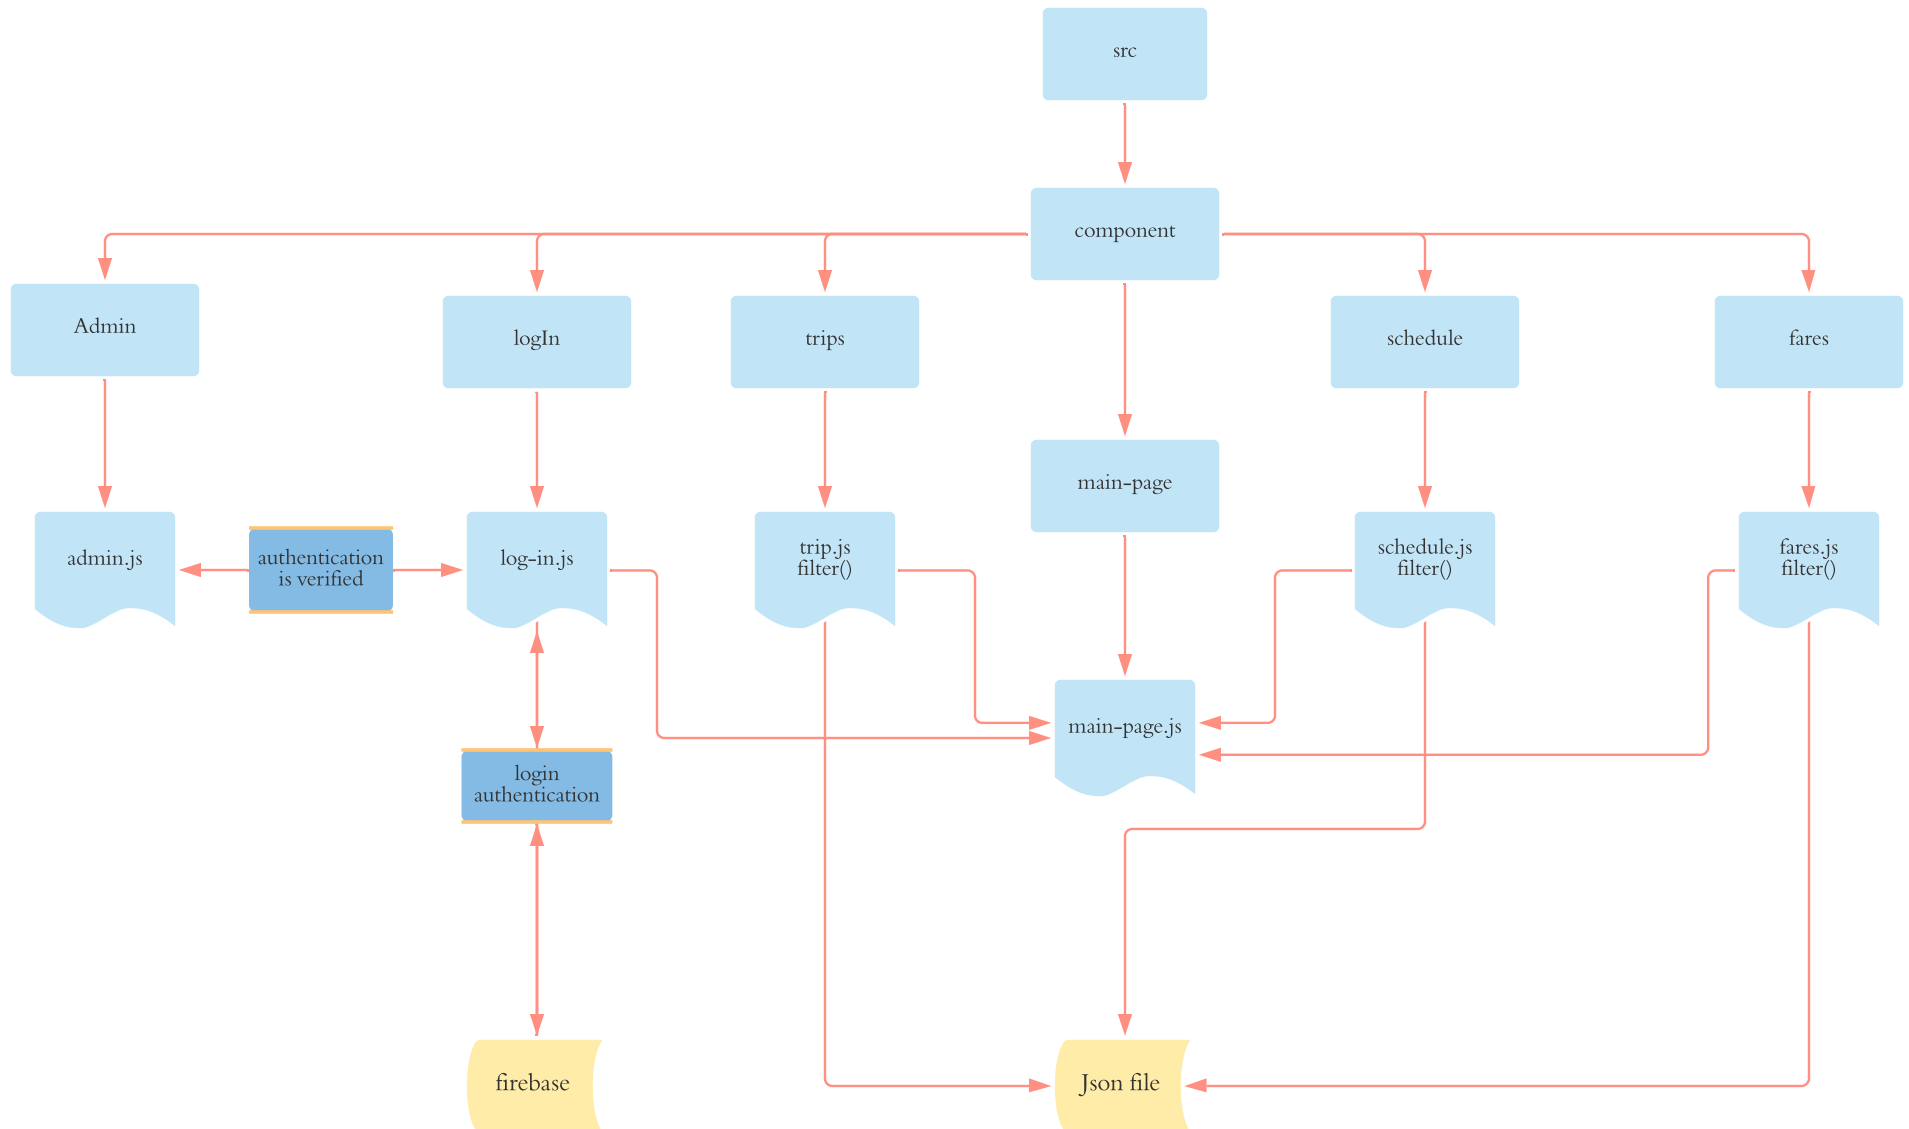 src
component
Admin
logIn
trips
schedule
fares
main-page
admin.js
authentication
is verified
log-in.js
trip.js
filter()
schedule.js
filter()
fares.js
filter()
main-page.js
login
authentication
firebase
Json file